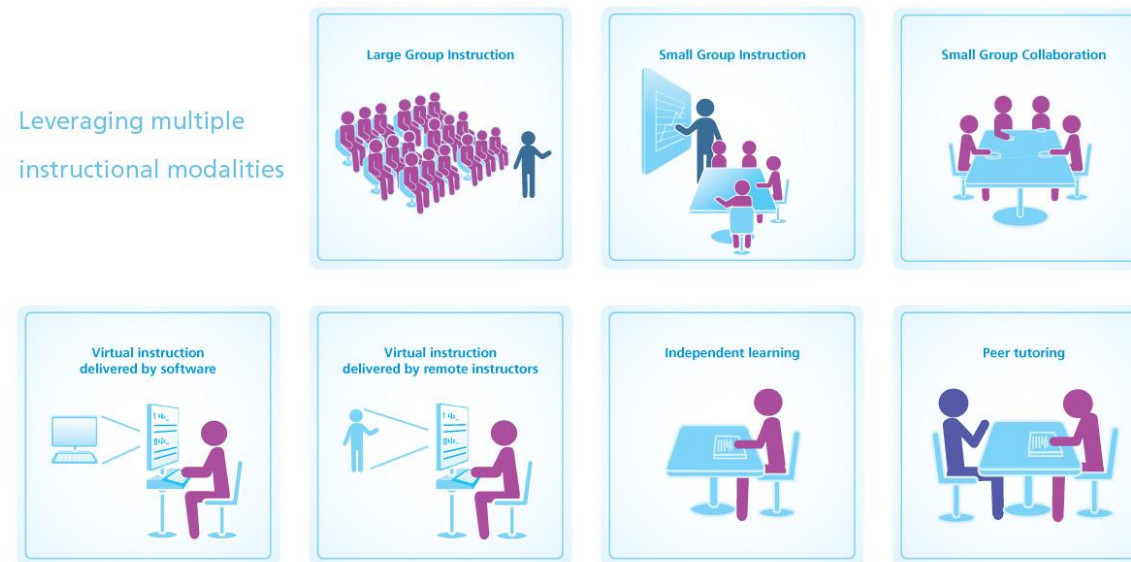 Leveraging multiple
instructional modalities
Large Group Instruction
Small Group Instruction
Small Group Collaboration
Virtual instruction
delivered by software
Virtual instruction
delivered by remote instructors
Independent learning
Peer tutoring